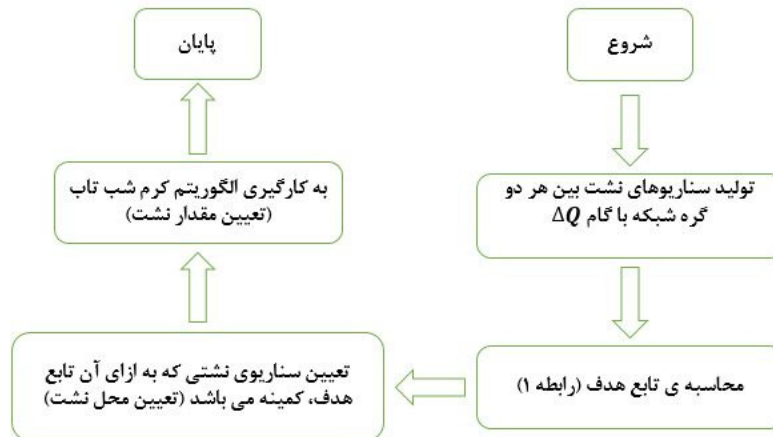 شروع
تولید سناریوهای نشت بین هر دو
گره شبکه با گام ΔQ
محاسبه ی تابع هدف (رابطه ۱)
تعیین سناریوی نشتی که به ازای آن تابع
هدف، کمینه می باشد (تعیین محل نشت)
به کارگیری الگوریتم کرم شب تاب
(تعیین مقدار نشت)
پایان